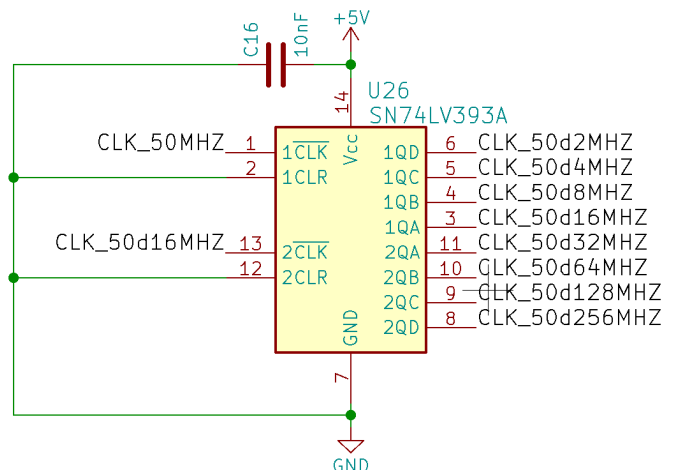 +5V
C16
10nF
14
U26
SN74LV393A
CLK_50MHZ 1 1CLK Vcc 1QD 6 CLK_50d2MHZ
2 1CLR 1QC 5 CLK_50d4MHZ
1QB 4 CLK_50d8MHZ
1QA 3 CLK_50d16MHZ
CLK_50d16MHZ 13 2CLK 2QA 11 CLK_50d32MHZ
12 2CLR 2QB 10 CLK_50d64MHZ
2QC 9 CLK_50d128MHZ
GND 2QD 8 CLK_50d256MHZ
7
GND